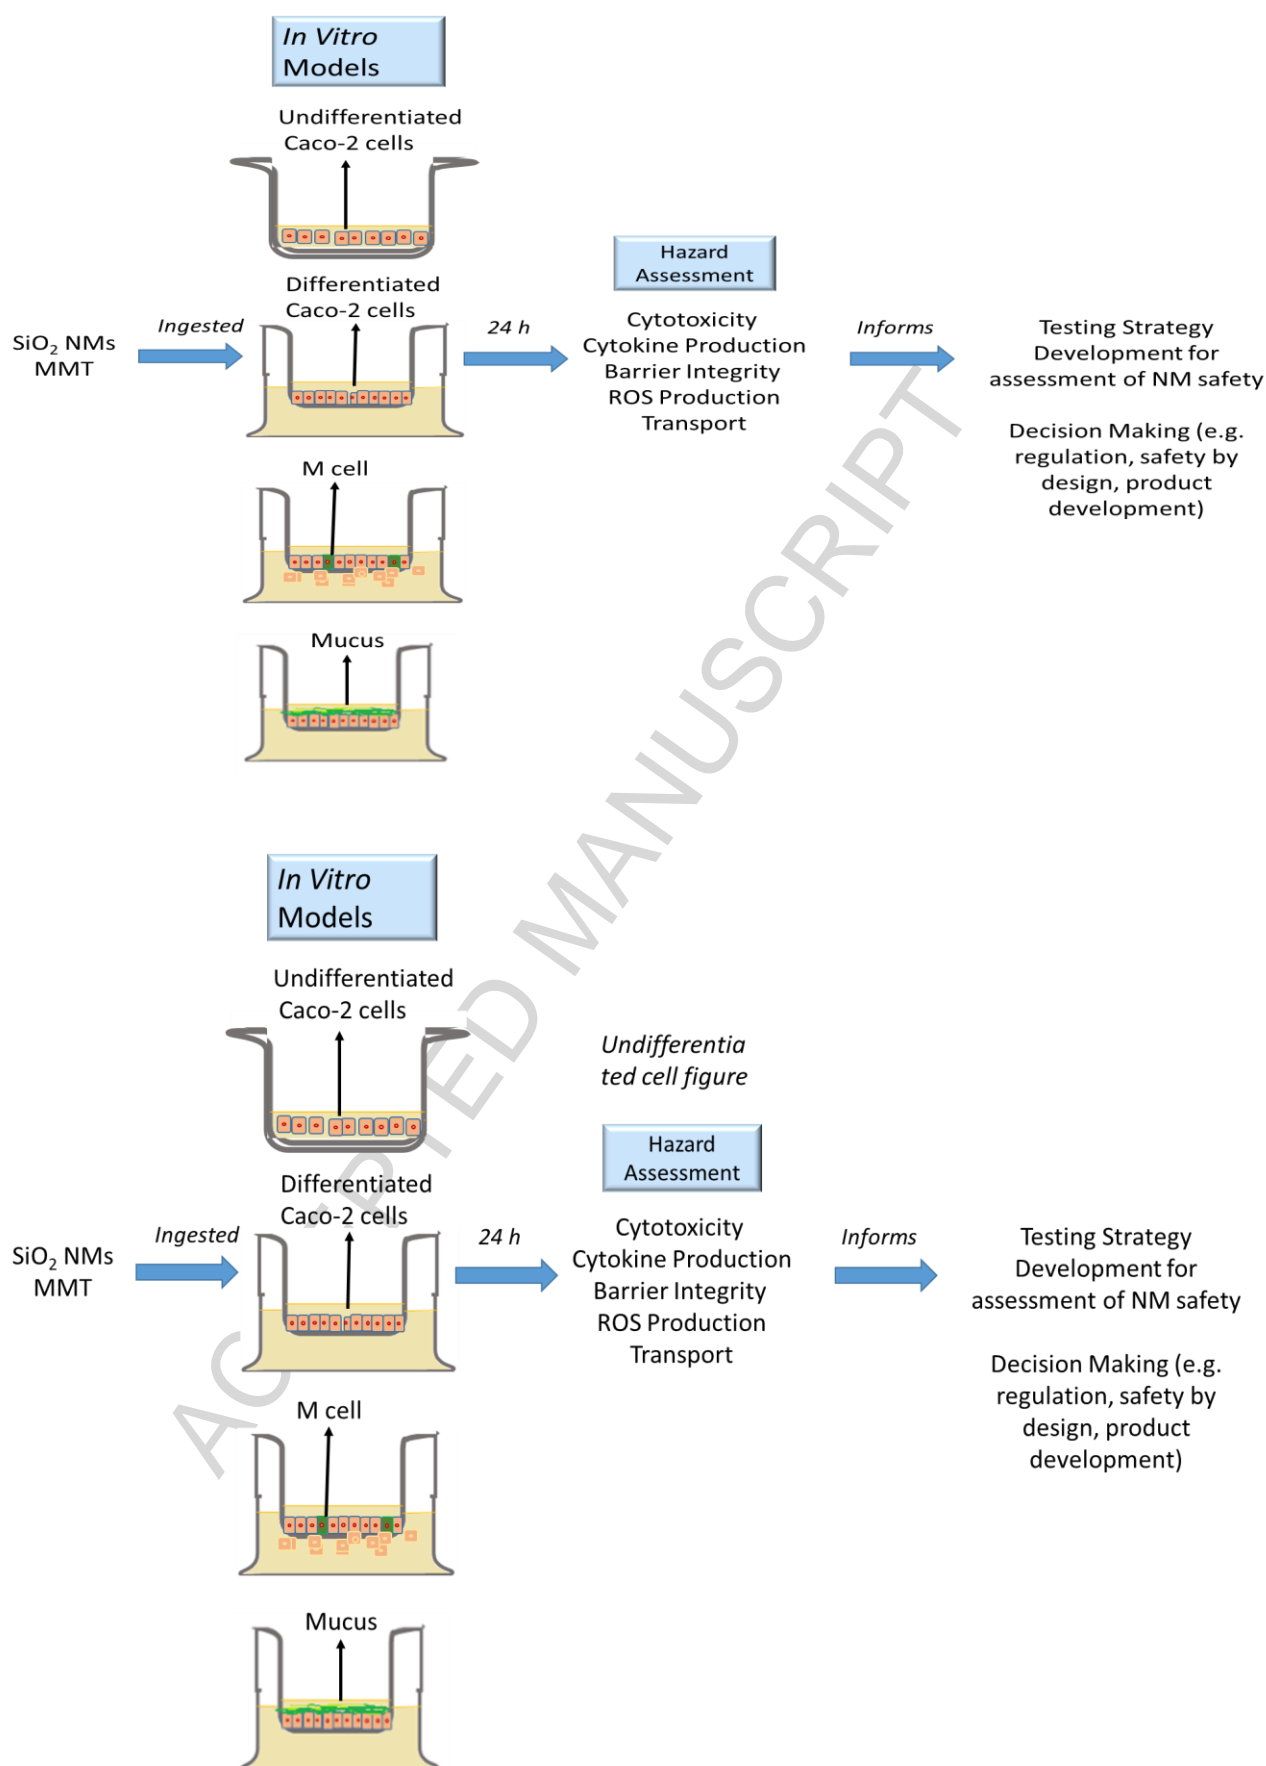 In Vitro
Models
Undifferentiated
Caco-2 cells
Differentiated
Caco-2 cells
SiO₂ NMs
MMT
Ingested
24 h
Hazard
Assessment
Cytotoxicity
Cytokine Production
Barrier Integrity
ROS Production
Transport
Informs
Testing Strategy
Development for
assessment of NM safety
Decision Making (e.g.
regulation, safety by
design, product
development)
M cell
Mucus
ACCEPTED MANUSCRIPT
In Vitro
Models
Undifferentiated
Caco-2 cells
Undifferentia
ted cell figure
Differentiated
Caco-2 cells
SiO₂ NMs
MMT
Ingested
24 h
Hazard
Assessment
Cytotoxicity
Cytokine Production
Barrier Integrity
ROS Production
Transport
Informs
Testing Strategy
Development for
assessment of NM safety
Decision Making (e.g.
regulation, safety by
design, product
development)
M cell
Mucus